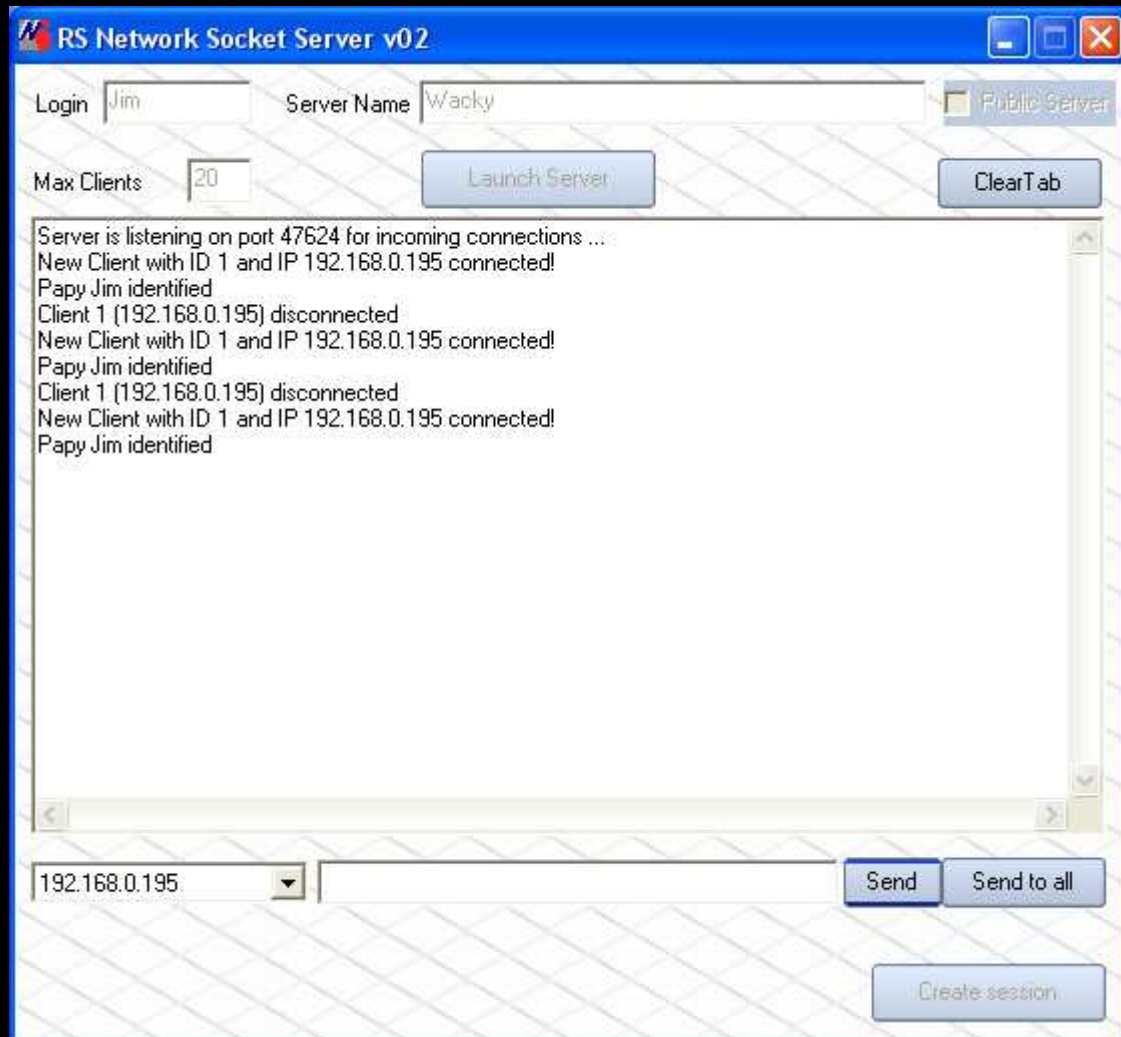 RS Network Socket Server v02
Login Jim Server Name Wacky Public Server
Max Clients 20 Launch Server ClearTab
Server is listening on port 47624 for incoming connections ...
New Client with ID 1 and IP 192.168.0.195 connected!
Papy Jim identified
Client 1 (192.168.0.195) disconnected
New Client with ID 1 and IP 192.168.0.195 connected!
Papy Jim identified
Client 1 (192.168.0.195) disconnected
New Client with ID 1 and IP 192.168.0.195 connected!
Papy Jim identified
192.168.0.195 Send Send to all
Create session